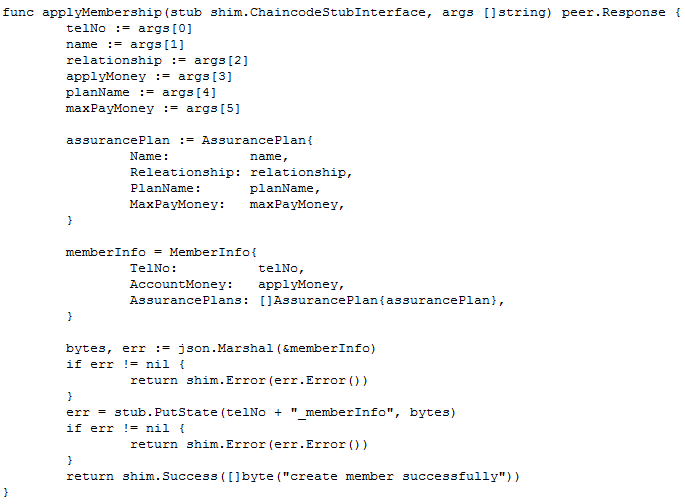 func applyMembership(stub shim.ChaincodeStubInterface, args []string) peer.Response {
        telNo := args[0]
        name := args[1]
        relationship := args[2]
        applyMoney := args[3]
        planName := args[4]
        maxPayMoney := args[5]

        assurancePlan := AssurancePlan{
                Name:          name,
                Releationship: relationship,
                PlanName:      planName,
                MaxPayMoney:   maxPayMoney,
        }

        memberInfo = MemberInfo{
                TelNo:          telNo,
                AccountMoney:   applyMoney,
                AssurancePlans: []AssurancePlan{assurancePlan},
        }

        bytes, err := json.Marshal(&memberInfo)
        if err != nil {
                return shim.Error(err.Error())
        }
        err = stub.PutState(telNo + "_memberInfo", bytes)
        if err != nil {
                return shim.Error(err.Error())
        }
        return shim.Success([]byte("create member successfully"))
}